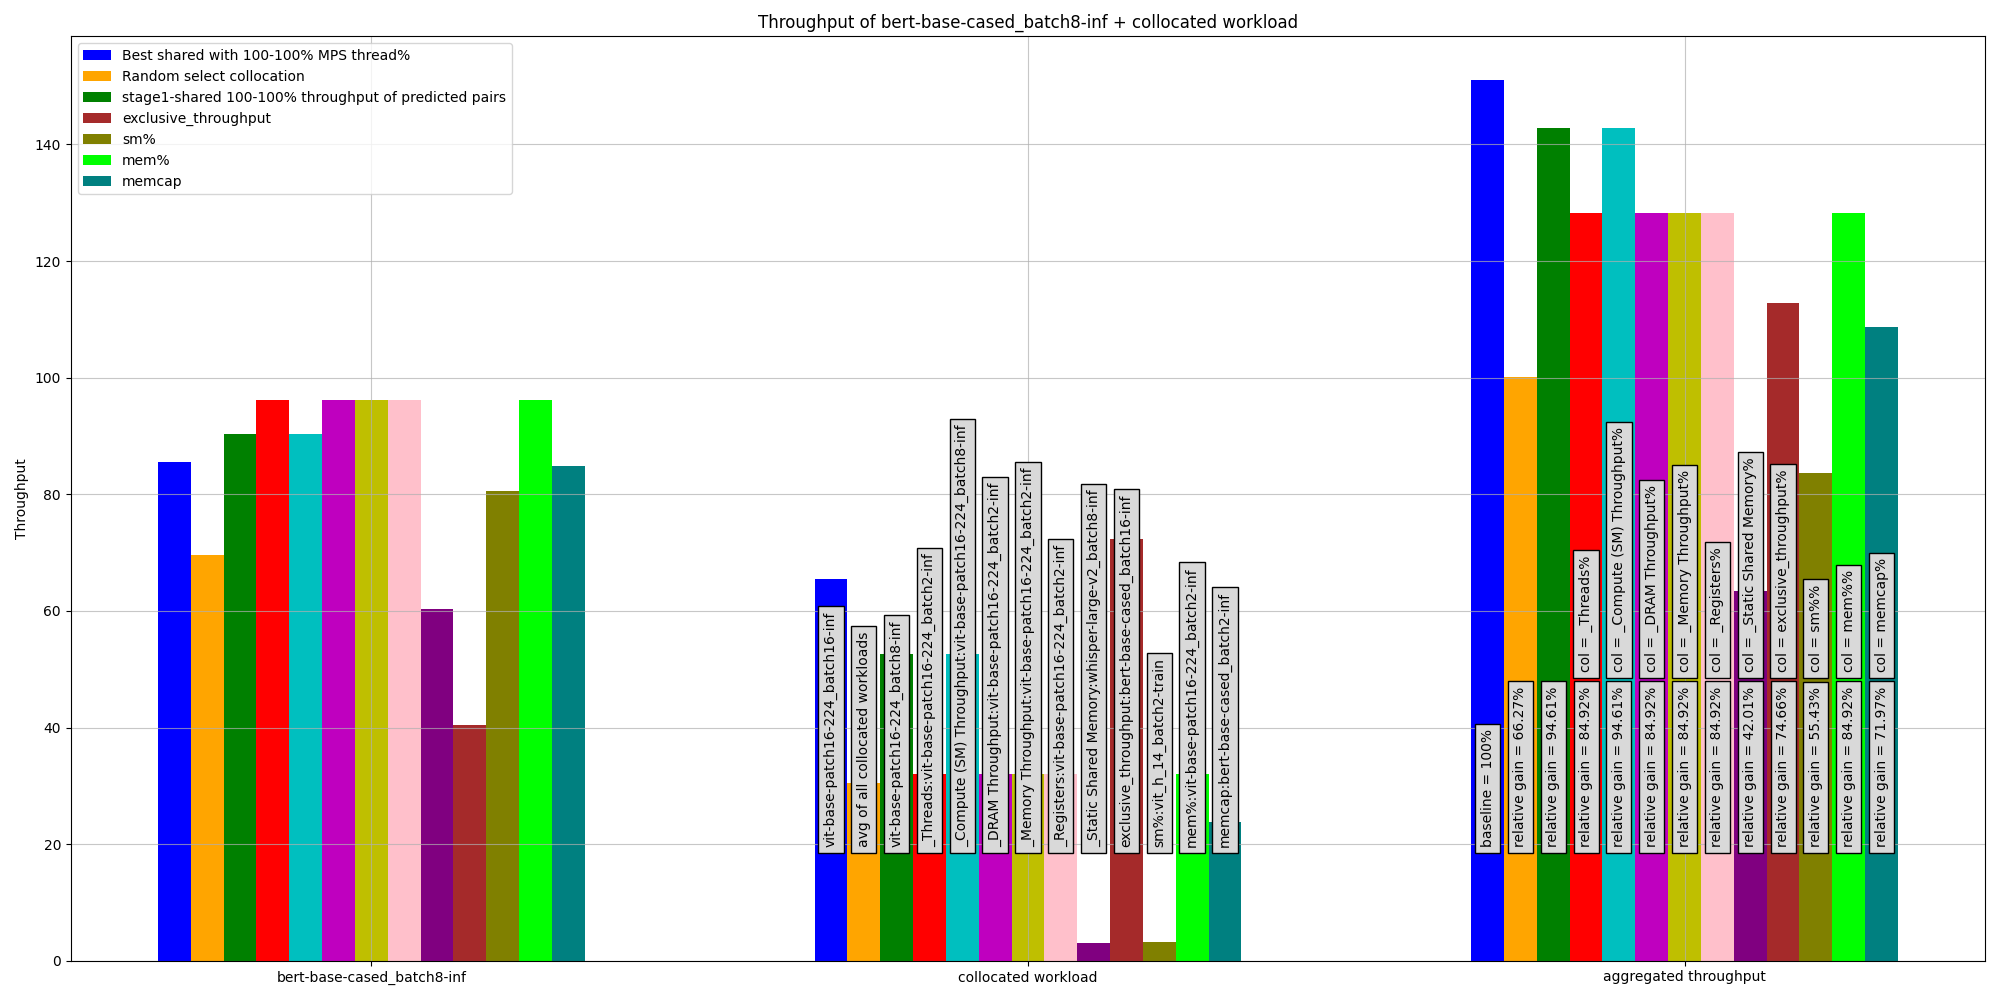 Throughput of bert-base-cased_batch8-inf + collocated workload
Best shared with 100-100% MPS thread%
Random select collocation
stage1-shared 100-100% throughput of predicted pairs
exclusive_throughput
sm%
mem%
memcap
Throughput
140
120
100
80
60
40
20
0
vit-base-patch16-224_batch16-inf
avg of all collocated workloads
vit-base-patch16-224_batch8-inf
_Threads:vit-base-patch16-224_batch2-inf
_Compute (SM) Throughput:vit-base-patch16-224_batch8-inf
_DRAM Throughput:vit-base-patch16-224_batch2-inf
_Memory Throughput:vit-base-patch16-224_batch2-inf
_Registers:vit-base-patch16-224_batch2-inf
_Static Shared Memory:whisper-large-v2_batch8-inf
exclusive_throughput:bert-base-cased_batch16-inf
sm%:vit_h_14_batch2-train
mem%:vit-base-patch16-224_batch2-inf
memcap:bert-base-cased_batch2-inf
baseline = 100%
relative gain = 66.27%
relative gain = 94.61%
relative gain = 84.92%
col = _Threads%
relative gain = 94.61%
col = _Compute (SM) Throughput%
relative gain = 84.92%
col = _DRAM Throughput%
relative gain = 84.92%
col = _Memory Throughput%
relative gain = 84.92%
col = _Registers%
relative gain = 42.01%
col = _Static Shared Memory%
relative gain = 74.66%
col = exclusive_throughput%
relative gain = 55.43%
col = sm%%
relative gain = 84.92%
col = mem%%
relative gain = 71.97%
col = memcap%
bert-base-cased_batch8-inf
collocated workload
aggregated throughput